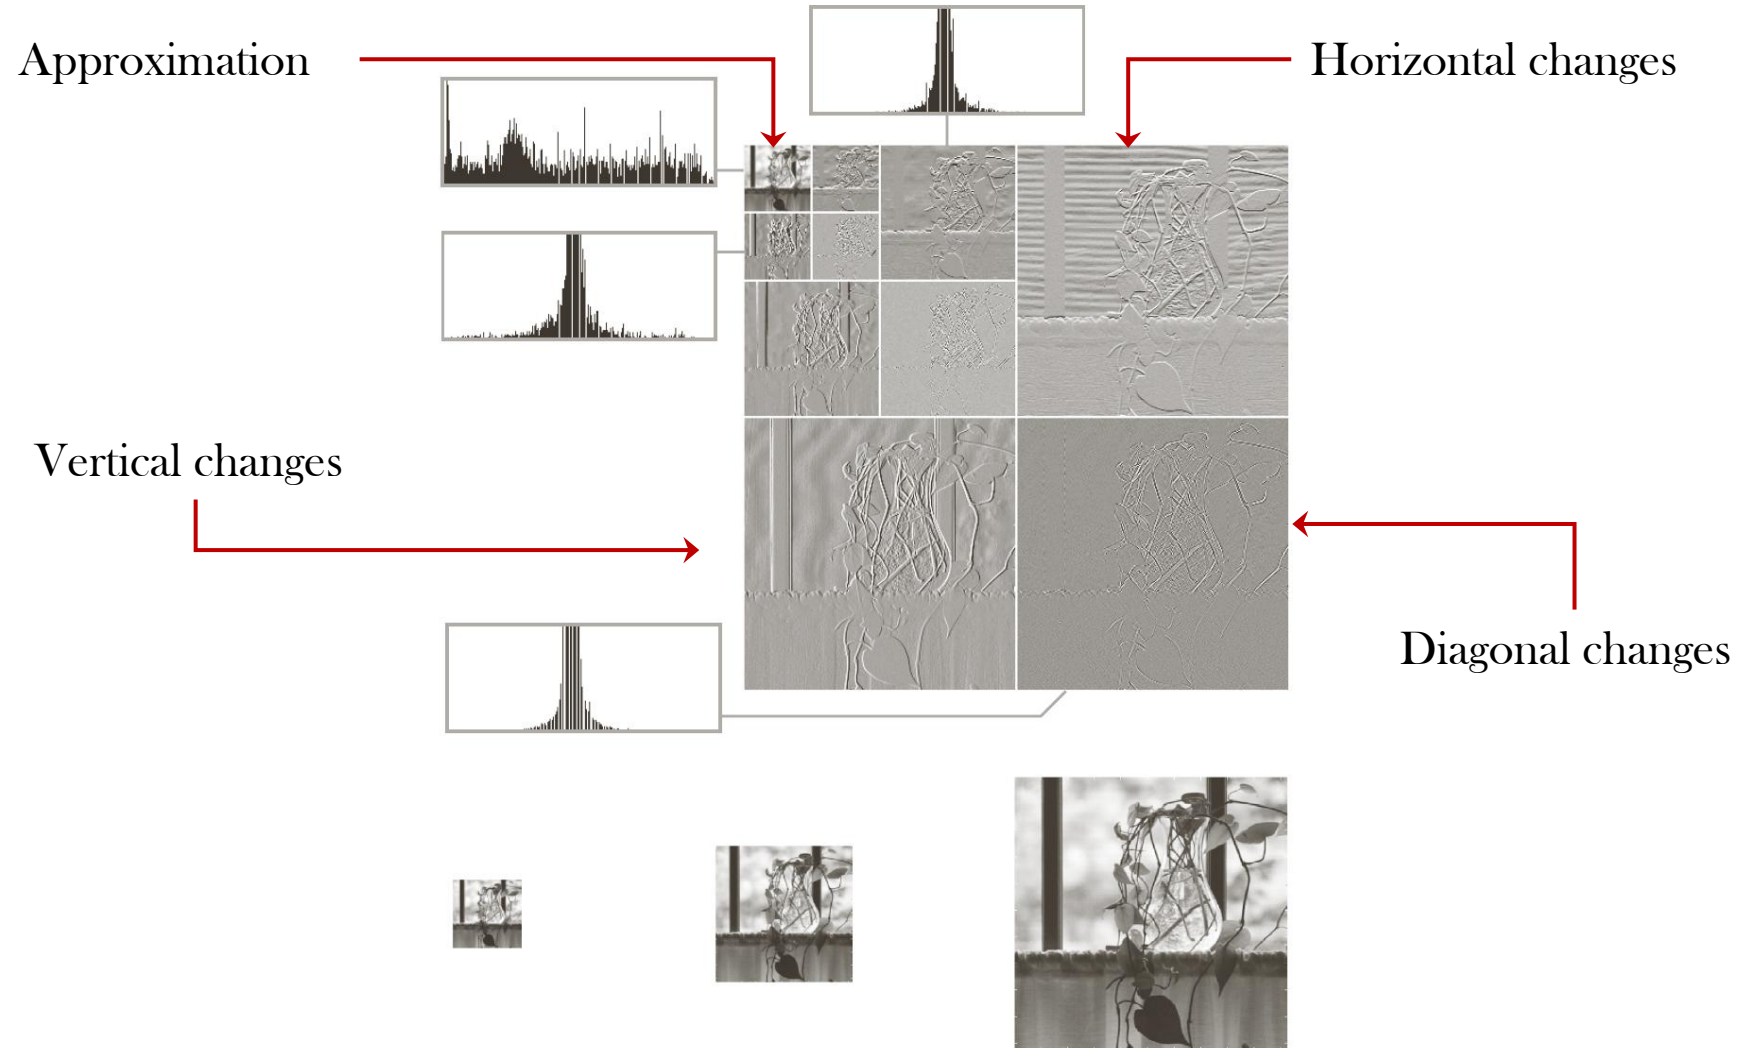 Approximation
Horizontal changes
Vertical changes
Diagonal changes